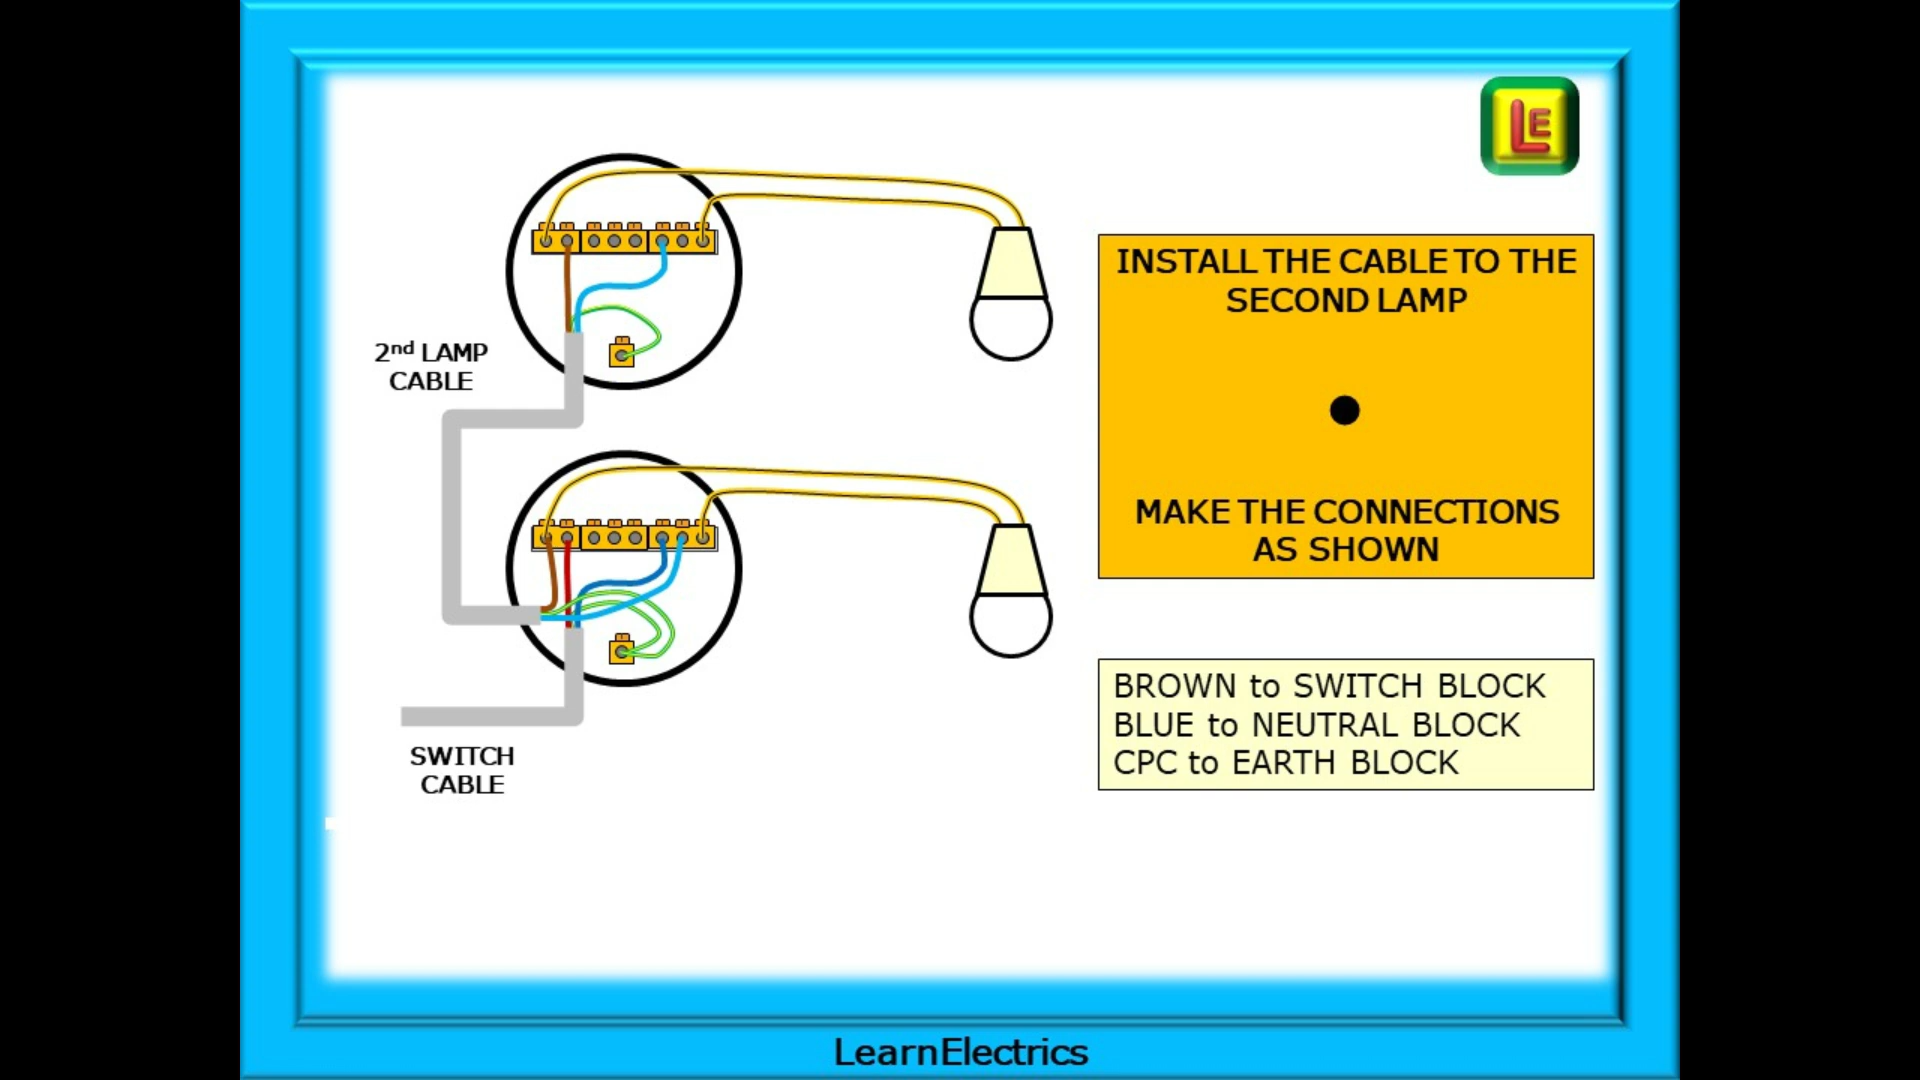 LE
INSTALL THE CABLE TO THE
SECOND LAMP
MAKE THE CONNECTIONS
AS SHOWN
2nd LAMP
CABLE
SWITCH
CABLE
BROWN to SWITCH BLOCK
BLUE to NEUTRAL BLOCK
CPC to EARTH BLOCK
LearnElectrics